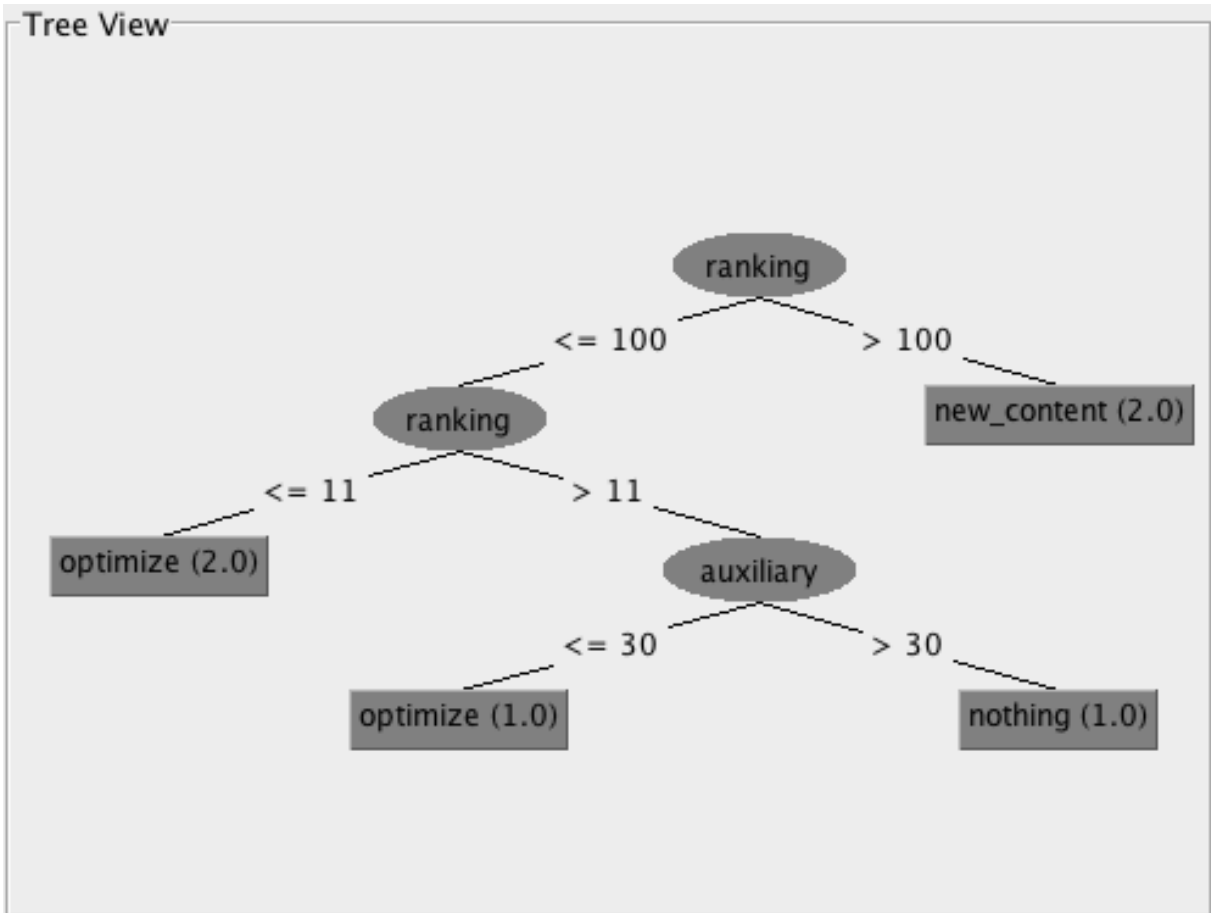 Tree View
ranking
<= 100
> 100
ranking
new_content (2.0)
<= 11
> 11
optimize (2.0)
auxiliary
<= 30
> 30
optimize (1.0)
nothing (1.0)